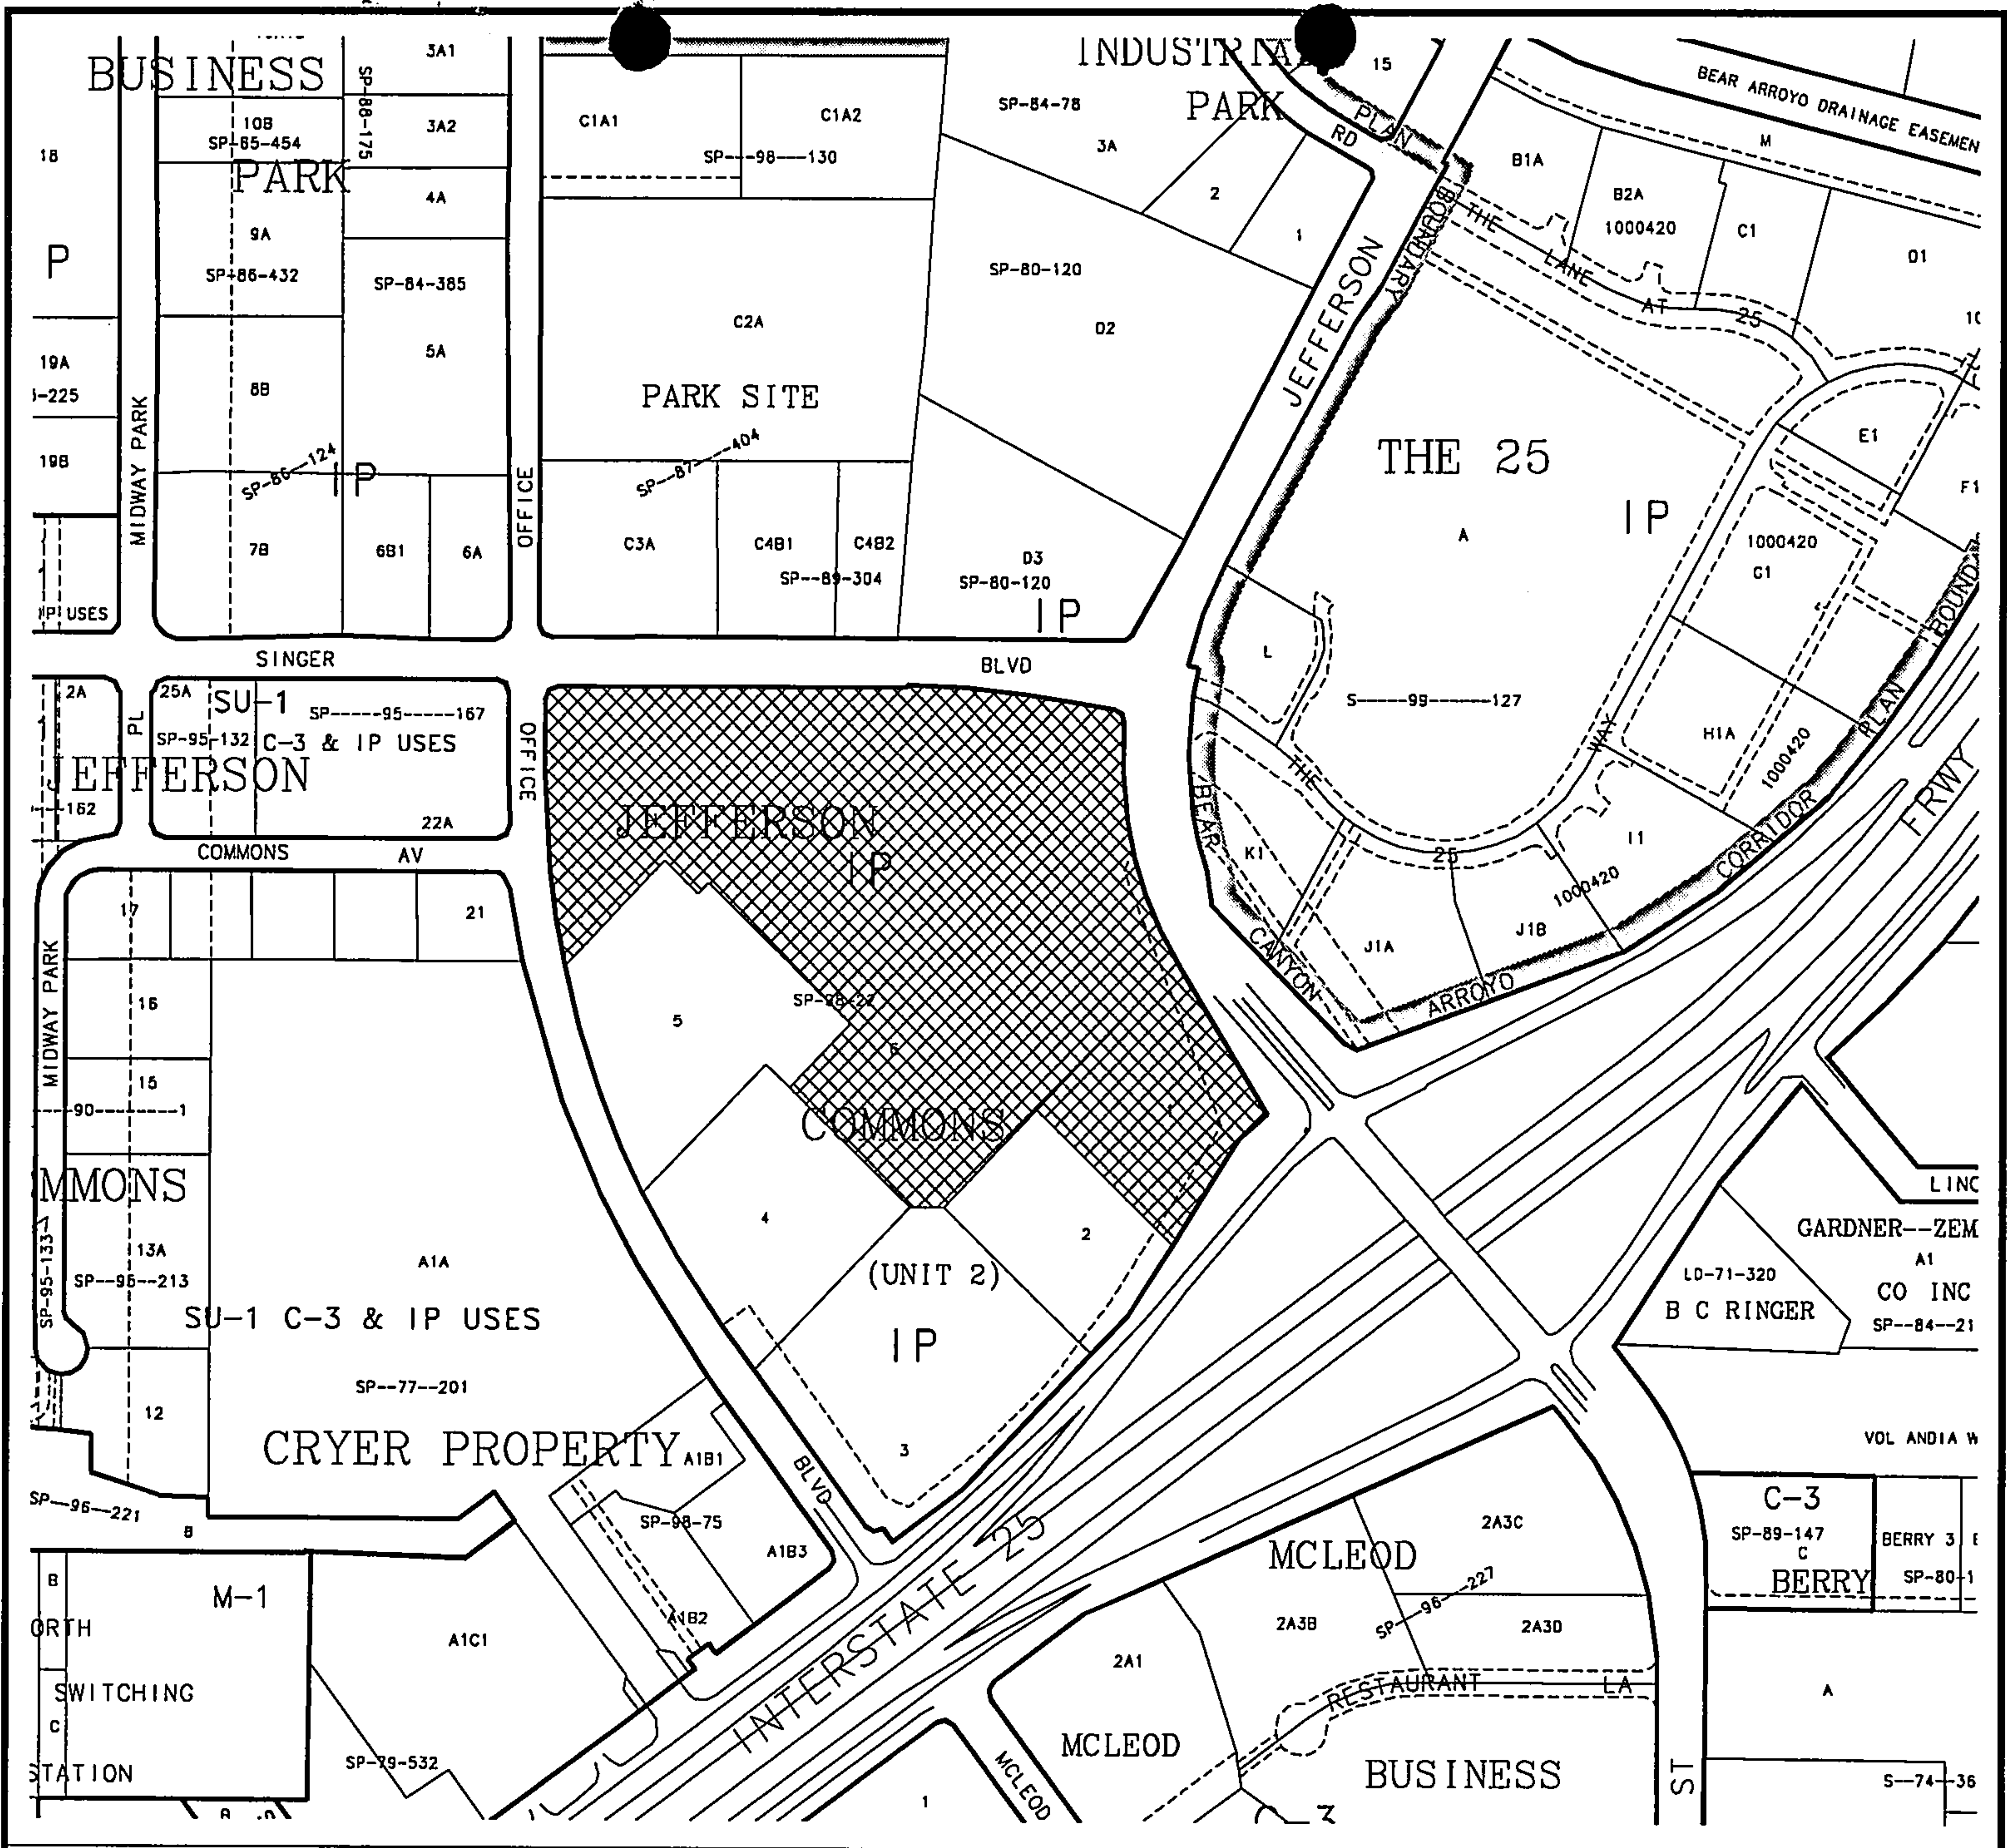 BUSINESS
PARK
SP-88-175
3A1
3A2
4A
10B
SP-85-454
9A
SP-86-432
SP-84-385
5A
8B
SP-86-124
IP
7B
6B1
6A
18
P
19A
-225
19B
IP USES
MIDWAY PARK
OFFICE
C1A1
C1A2
SP---98---130
C2A
PARK SITE
SP--87--404
C3A
C4B1
C4B2
SP--89-304
INDUSTRIAL
PARK
SP-84-78
3A
2
1
15
RD
SP-80-120
D2
D3
SP-80-120
IP
JEFFERSON
PLAN
BOUNDARY
BEAR ARROYO DRAINAGE EASEMEN
M
B1A
B2A
1000420
C1
D1
10
THE
LANE
AT
25
THE 25
IP
A
E1
F1
1000420
G1
L
S-----99-----127
H1A
1000420
WAY
THE
25
K1
I1
1000420
J1B
J1A
BEAR
CANYON
ARROYO
CORRIDOR
PLAN
BOUND
FRWY
SINGER
BLVD
2A
PL
25A
SU-1
SP-----95-----167
SP-95-132
C-3 & IP USES
JEFFERSON
C
162
22A
OFFICE
COMMONS
AV
JEFFERSON
IP
17
21
MIDWAY PARK
16
15
90----------1
MMONS
13A
SP--95--213
SP-95-133
A1A
SU-1 C-3 & IP USES
12
SP--77--201
CRYER PROPERTY
5
SP-98-22
6
COMMONS
1
4
2
(UNIT 2)
IP
3
BLVD
A1B1
SP-98-75
A1B3
A1B2
SP--96--221
B
B
M-1
ORTH
SWITCHING
C
STATION
A1C1
SP-79-532
INTERSTATE 25
LINC
GARDNER--ZEM
A1
CO INC
SP--84--21
LD-71-320
B C RINGER
VOL ANDIA W
C-3
SP-89-147
C
BERRY
BERRY 3
SP-80-1
A
S--74--36
ST
MCLEOD
2A3C
2A3B
SP--96--227
2A3D
2A1
RESTAURANT
LA
MCLEOD
BUSINESS
MCLEOD
1